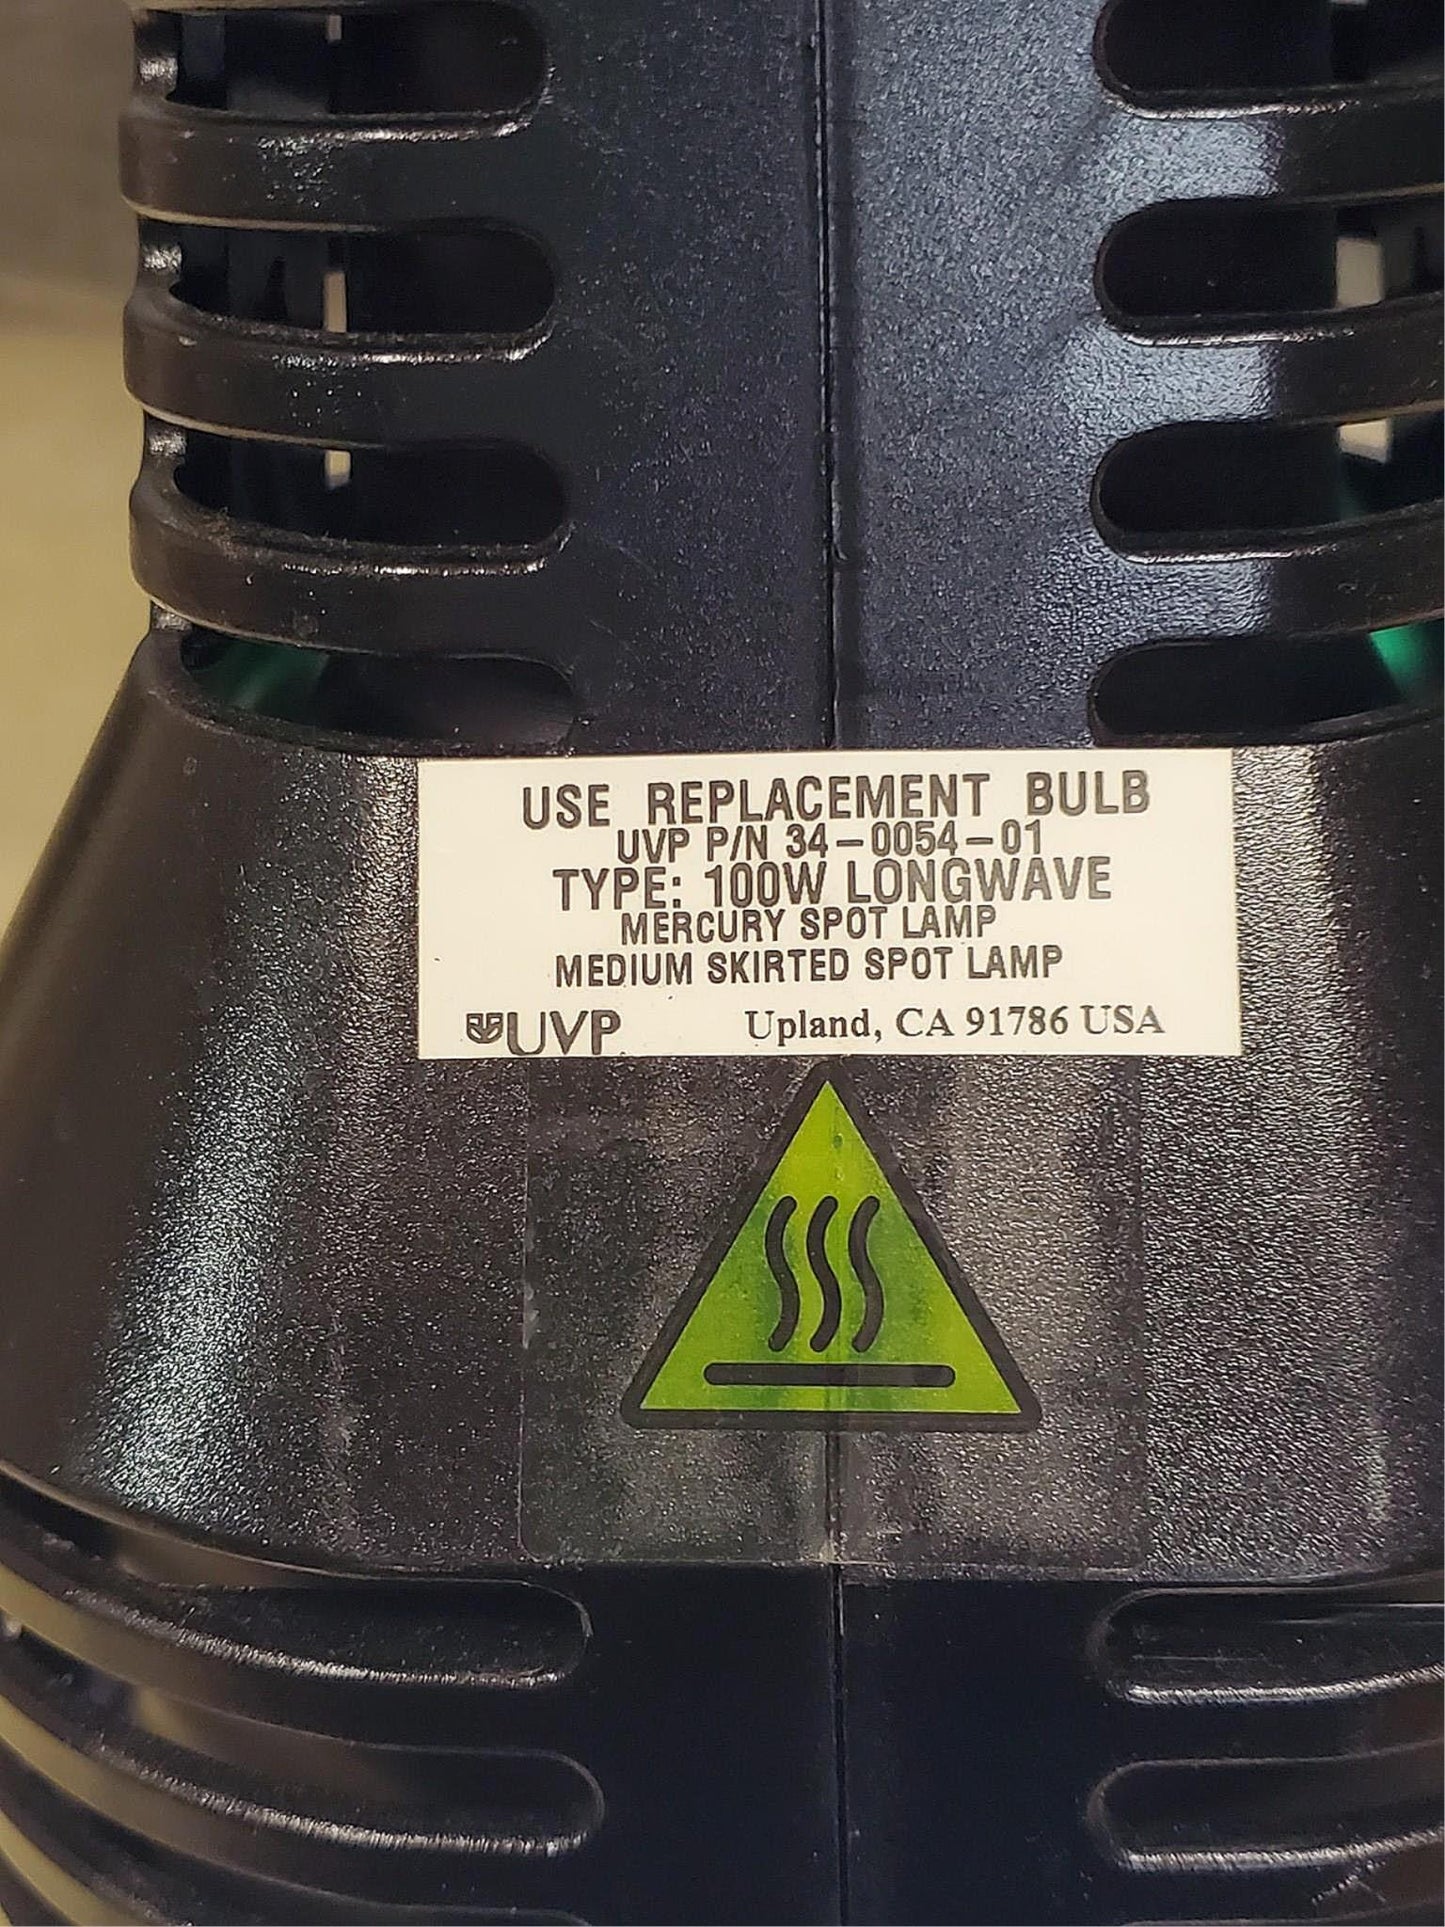 USE REPLACEMENT BULB
UVP P/N 34-0054-01
TYPE: 100W LONGWAVE
MERCURY SPOT LAMP
MEDIUM SKIRTED SPOT LAMP
UVP Upland, CA 91786 USA